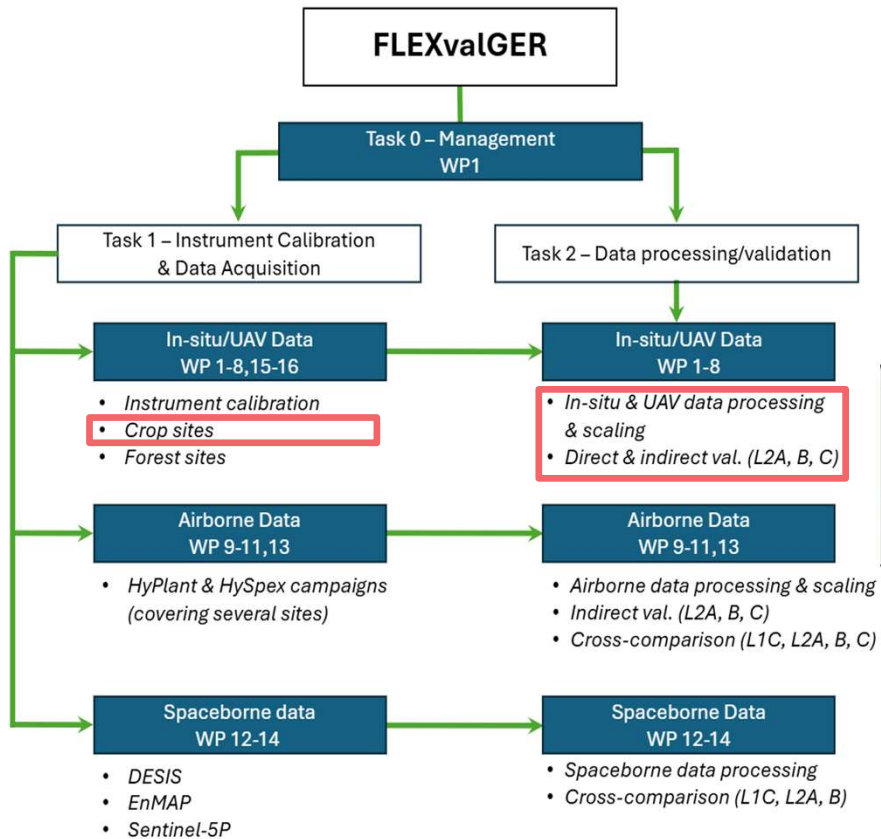 FLEXvalGER
Task 0 – Management
WP1
Task 1 – Instrument Calibration
& Data Acquisition
Task 2 – Data processing/validation
In-situ/UAV Data
WP 1-8,15-16
In-situ/UAV Data
WP 1-8
• Instrument calibration
• Crop sites
• Forest sites
• In-situ & UAV data processing
& scaling
• Direct & indirect val. (L2A, B, C)
Airborne Data
WP 9-11,13
Airborne Data
WP 9-11,13
• HyPlant & HySpex campaigns
(covering several sites)
• Airborne data processing & scaling
• Indirect val. (L2A, B, C)
• Cross-comparison (L1C, L2A, B, C)
Spaceborne data
WP 12-14
Spaceborne Data
WP 12-14
• DESIS
• EnMAP
• Sentinel-5P
• Spaceborne data processing
• Cross-comparison (L1C, L2A, B)